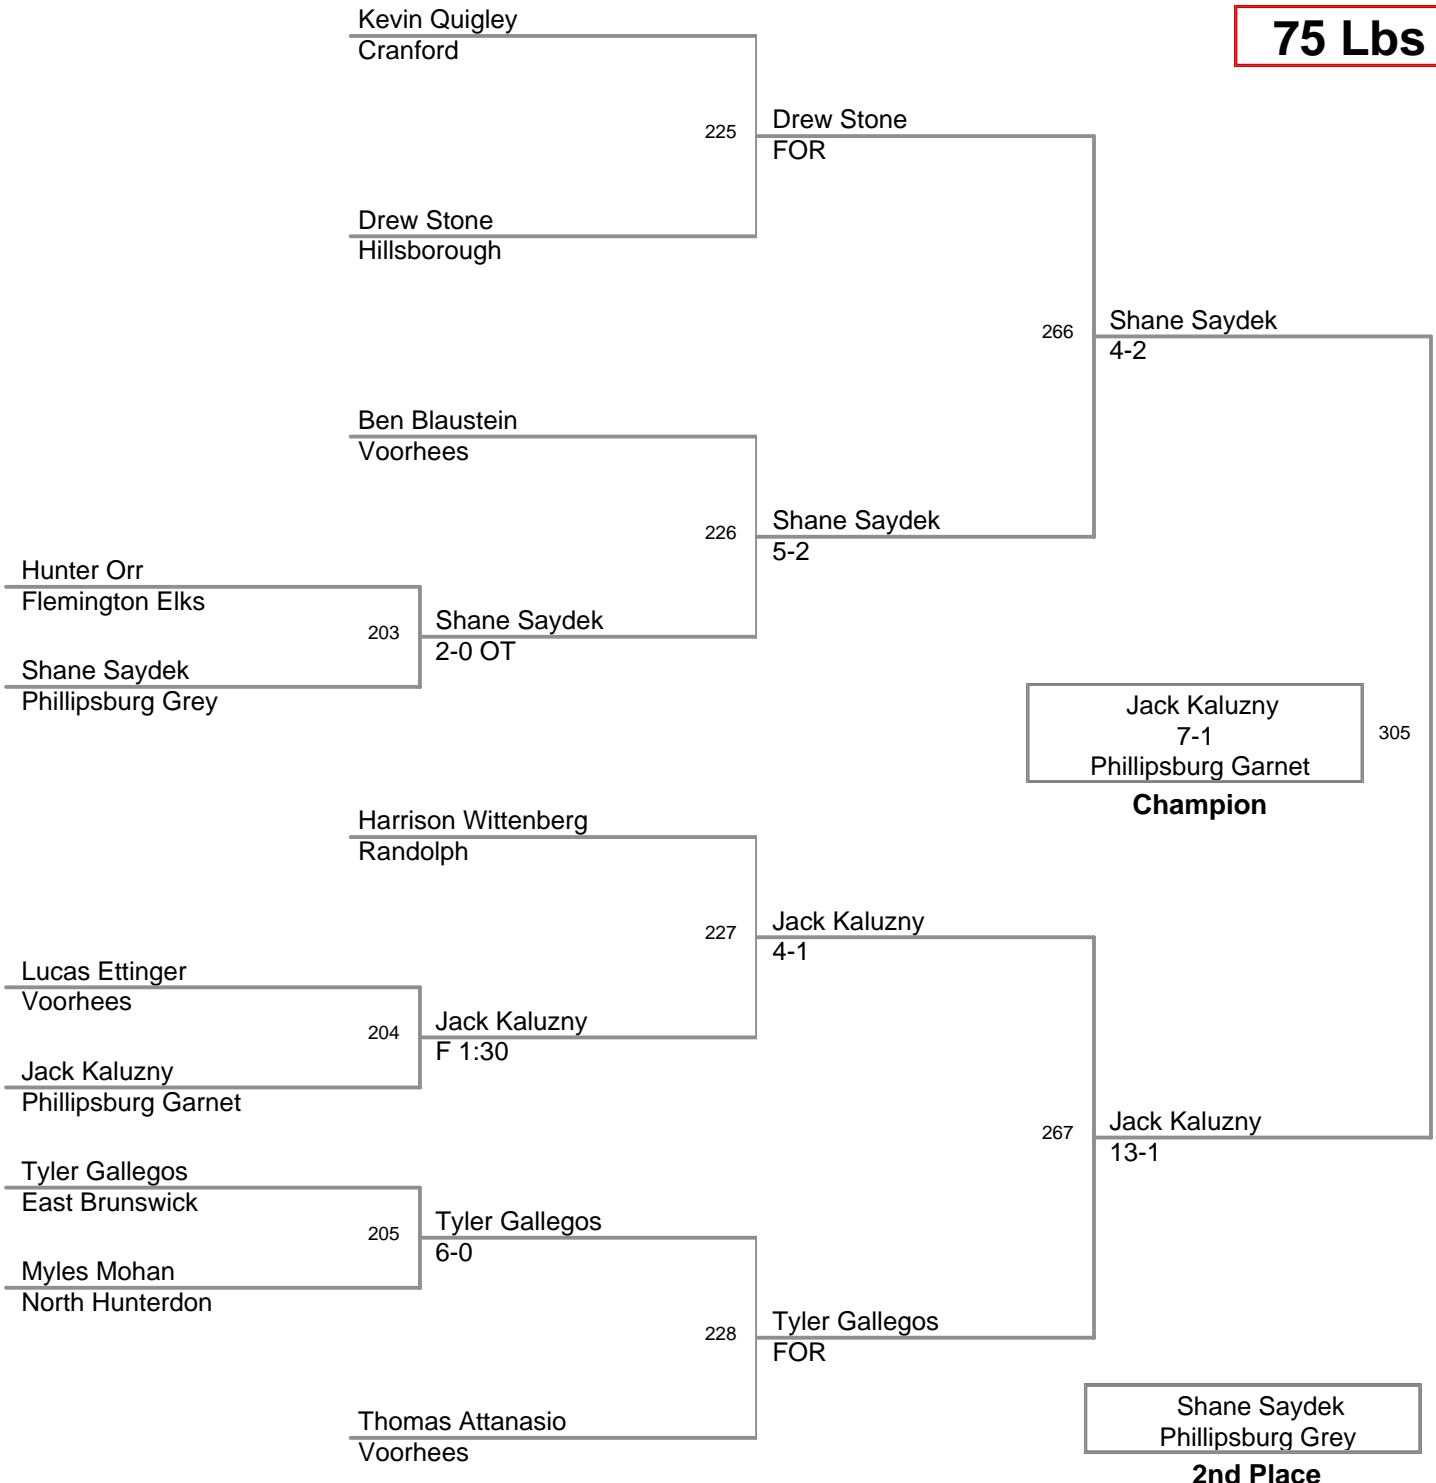 Kevin Quigley
75 Lbs
Cranford
225
Drew Stone
FOR
Drew Stone
Hillsborough
266
Shane Saydek
4-2
Ben Blaustein
Voorhees
226
Shane Saydek
5-2
Hunter Orr
Flemington Elks
203
Shane Saydek
2-0 OT
Shane Saydek
Phillipsburg Grey
Jack Kaluzny
7-1
305
Phillipsburg Garnet
Champion
Harrison Wittenberg
Randolph
227
Jack Kaluzny
4-1
Lucas Ettinger
Voorhees
204
Jack Kaluzny
F 1:30
Jack Kaluzny
Phillipsburg Garnet
267
Jack Kaluzny
13-1
Tyler Gallegos
East Brunswick
205
Tyler Gallegos
6-0
Myles Mohan
North Hunterdon
228
Tyler Gallegos
FOR
Thomas Attanasio
Voorhees
Shane Saydek
Phillipsburg Grey
2nd Place